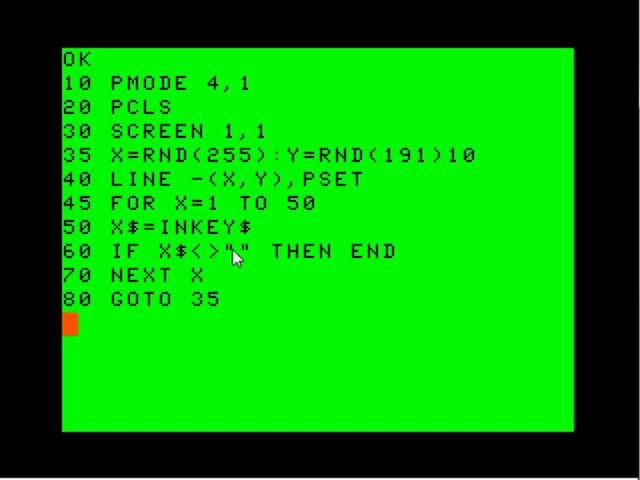 OK
10 PMODE 4,1
20 PCLS
30 SCREEN 1,1
35 X=RND(255):Y=RND(191)10
40 LINE -(X,Y),PSET
45 FOR X=1 TO 50
50 X$=INKEY$
60 IF X$<>"" THEN END
70 NEXT X
80 GOTO 35